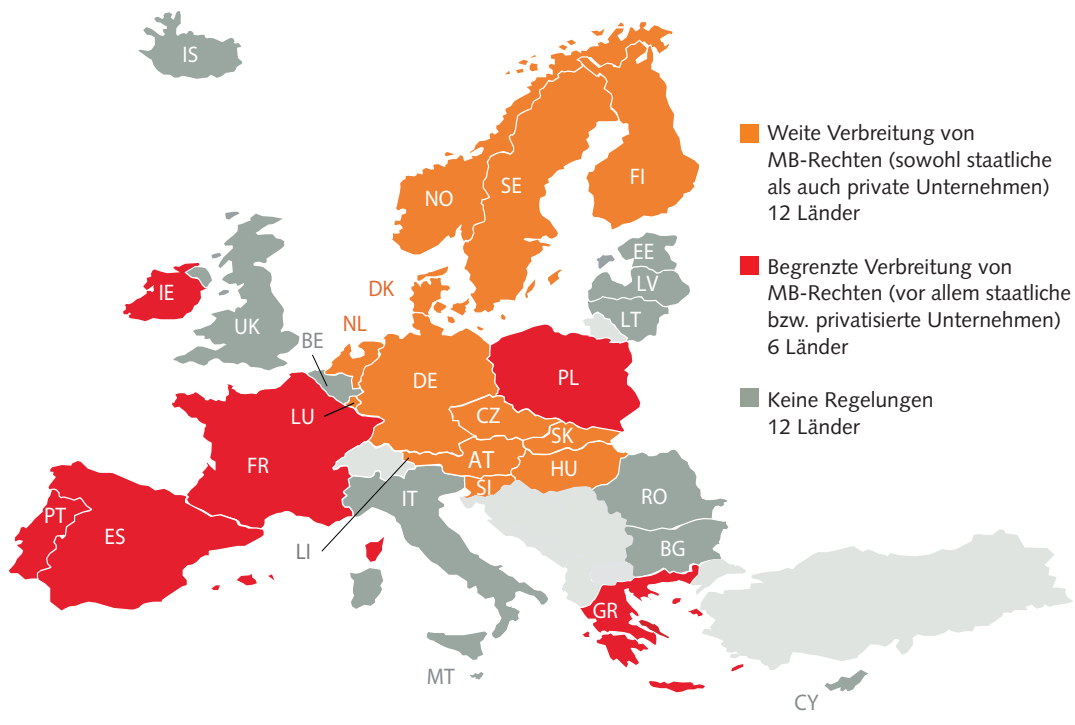 IS
NO
SE
FI
EE
LV
LT
IE
UK
DK
NL
BE
LU
DE
PL
CZ
SK
AT
HU
SI
FR
LI
IT
RO
BG
PT
ES
GR
MT
CY
Weite Verbreitung von
MB-Rechten (sowohl staatliche
als auch private Unternehmen)
12 Länder
Begrenzte Verbreitung von
MB-Rechten (vor allem staatliche
bzw. privatisierte Unternehmen)
6 Länder
Keine Regelungen
12 Länder